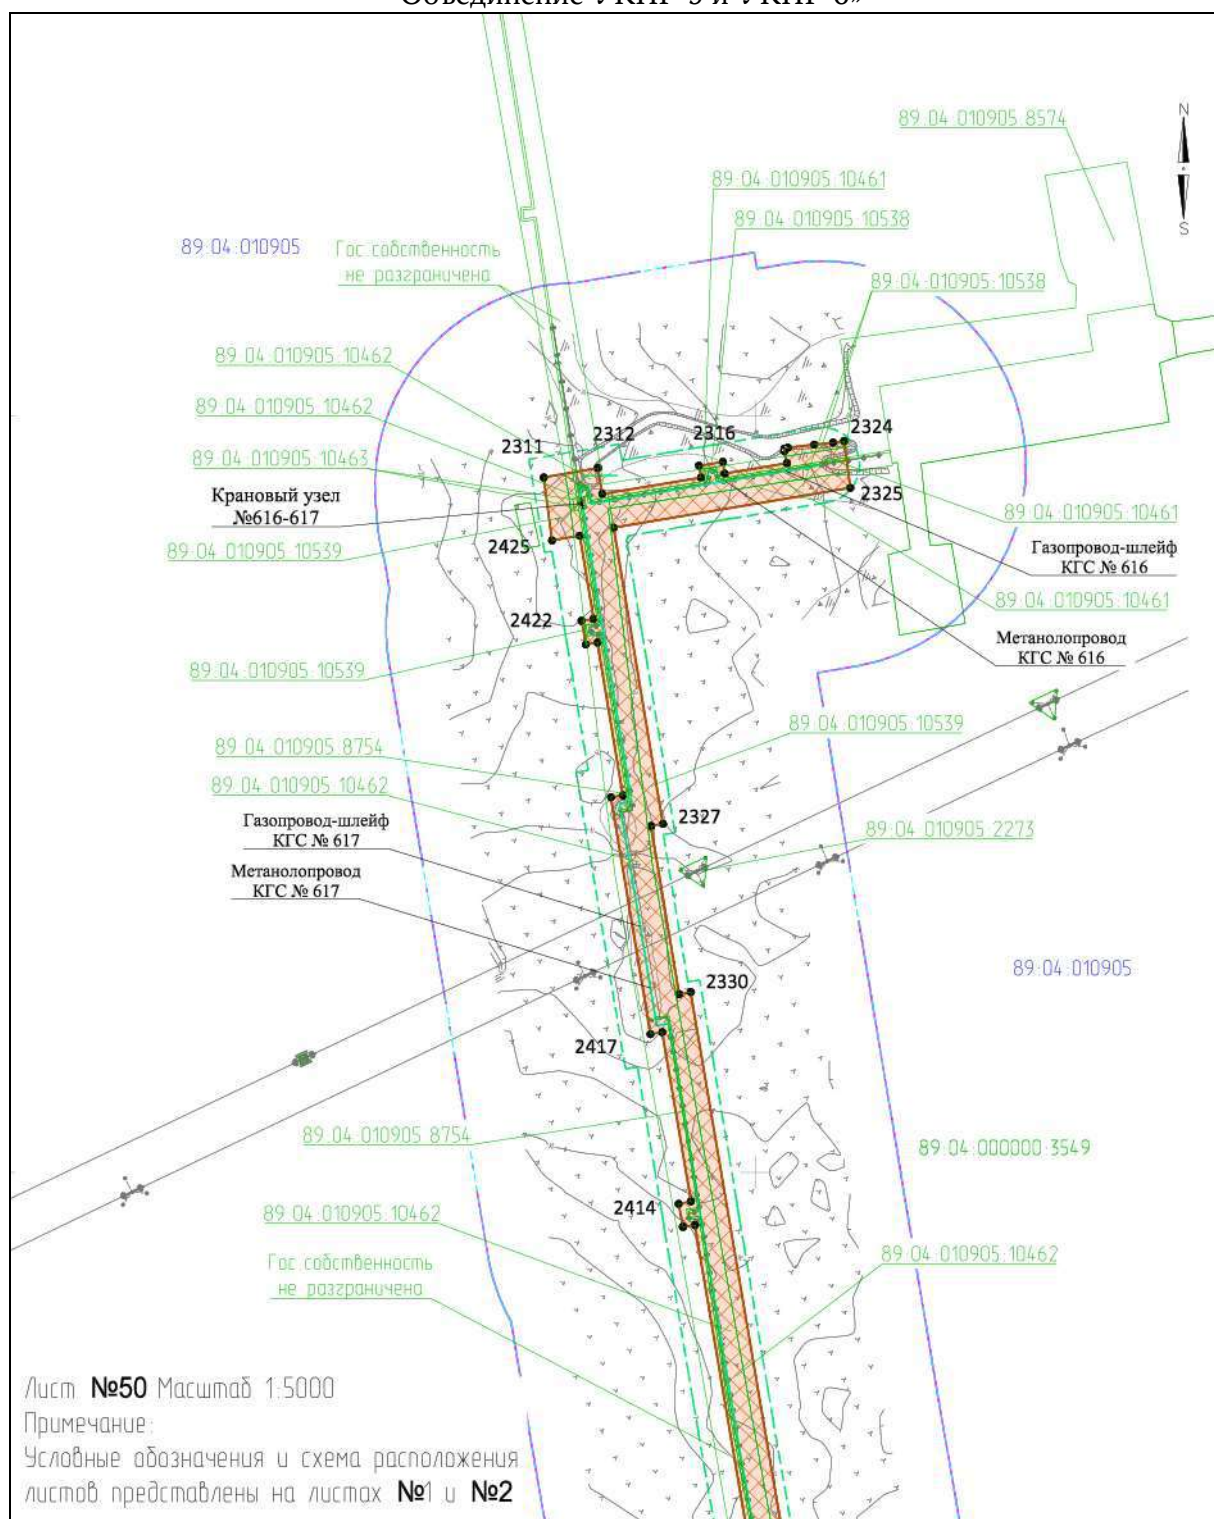 Объединение УКПГ-5 и УКПГ-6»
89:04:010905:8574
N
89:04:010905:10461
89:04:010905:10538
S
89:04:010905
Гос.собственность
не разграничена
89:04:010905:10538
89:04:010905:10462
89:04:010905:10462
2311
2312
2316
2324
89:04:010905:10463
2325
Крановый узел
№616-617
89:04:010905:10461
2425
89:04:010905:10539
Газопровод-шлейф
КГС № 616
89:04:010905:10461
2422
Метанолопровод
КГС № 616
89:04:010905:10539
89:04:010905:10539
89:04:010905:8754
89:04:010905:10462
Газопровод-шлейф
КГС № 617
2327
89:04:010905:2273
Метанолопровод
КГС № 617
89:04:010905
2330
2417
89:04:010905:8754
89:04:000000:3549
2414
89:04:010905:10462
89:04:010905:10462
Гос.собственность
не разграничена
Лист №50 Масштаб 1:5000
Примечание:
Условные обозначения и схема расположения
листов представлены на листах №1 и №2